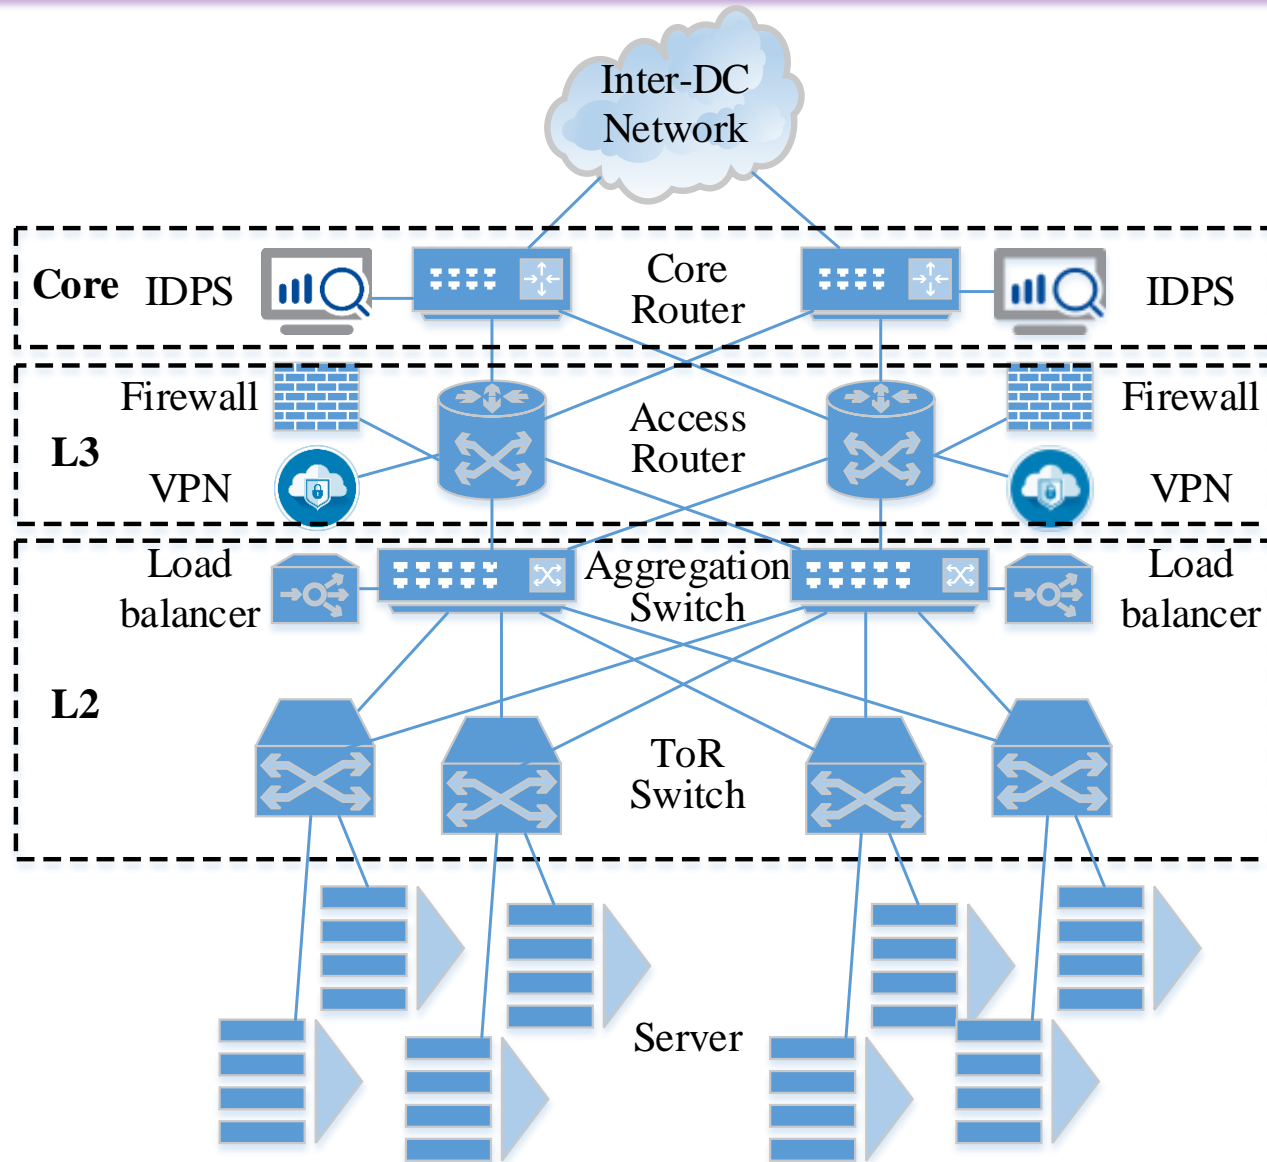 Inter-DC
Network
Core
IDPS
Core
Router
IDPS
Firewall
Access
Router
Firewall
L3
VPN
VPN
Load
balancer
Aggregation
Switch
Load
balancer
L2
ToR
Switch
Server